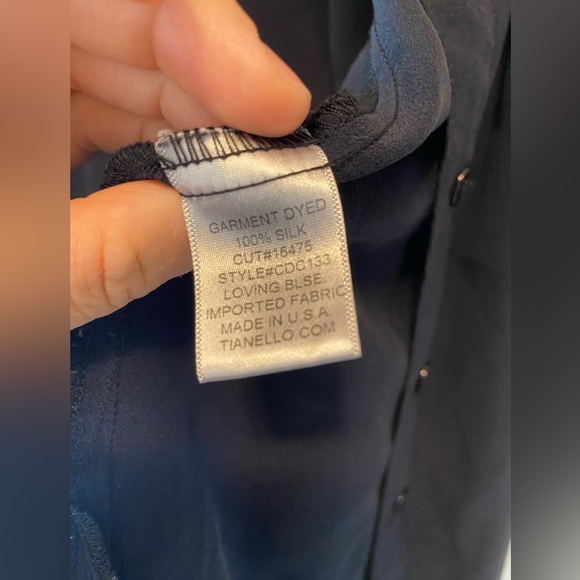 GARMENT DYED
100% SILK
CUT#16475
STYLE#CDC133
LOVING BLSE
IMPORTED FABRIC
MADE IN U.S.A.
TIANELLO.COM